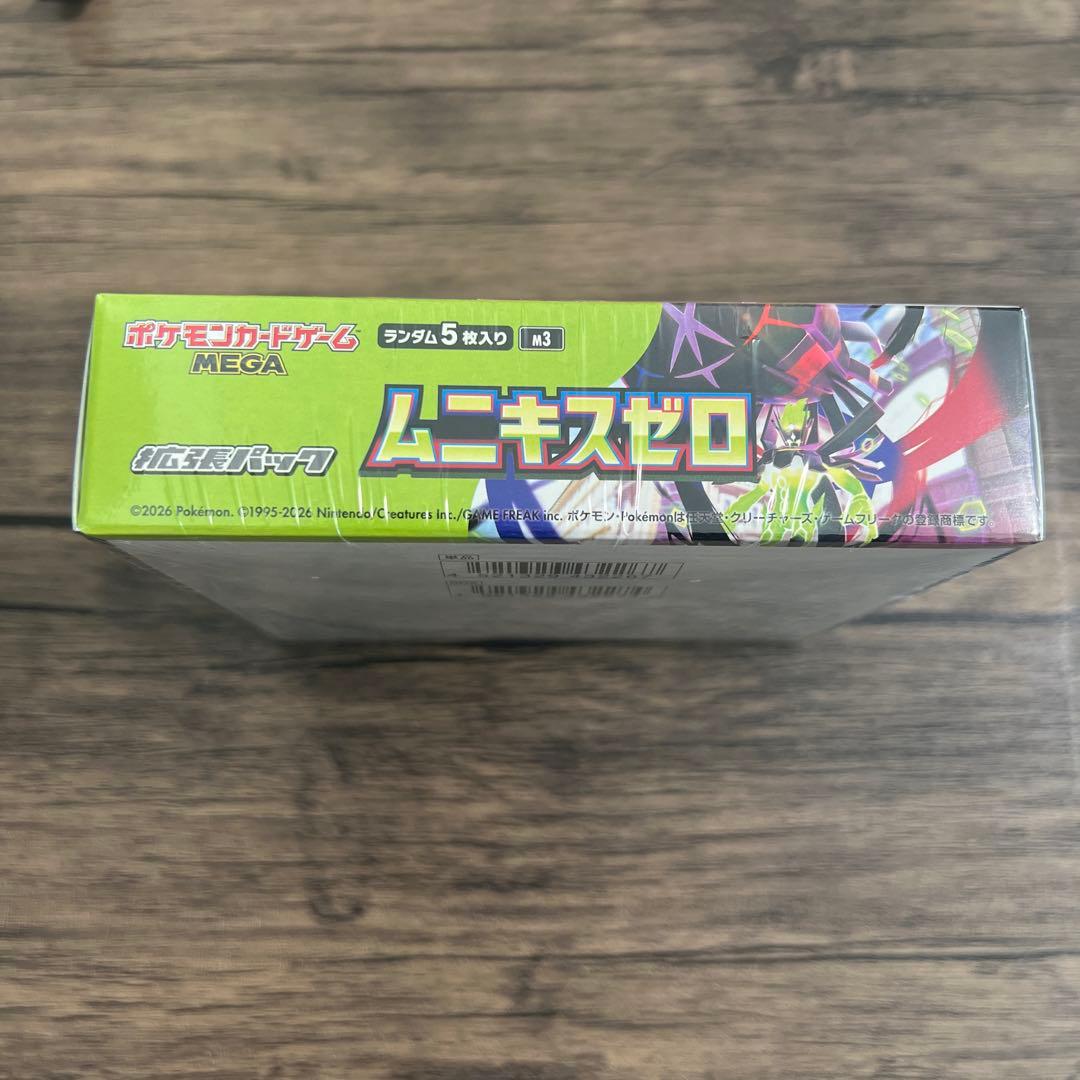 ポケモンカードゲーム
MEGA
ランダム5枚入り M3
ムニキスゼロ
拡張パック
©2026 Pokémon. ©1995-2026 Nintendo/Creatures Inc./GAME FREAK inc. ポケモン・Pokémonは任天堂・クリーチャーズ・ゲームフリークの登録商標です。
単品